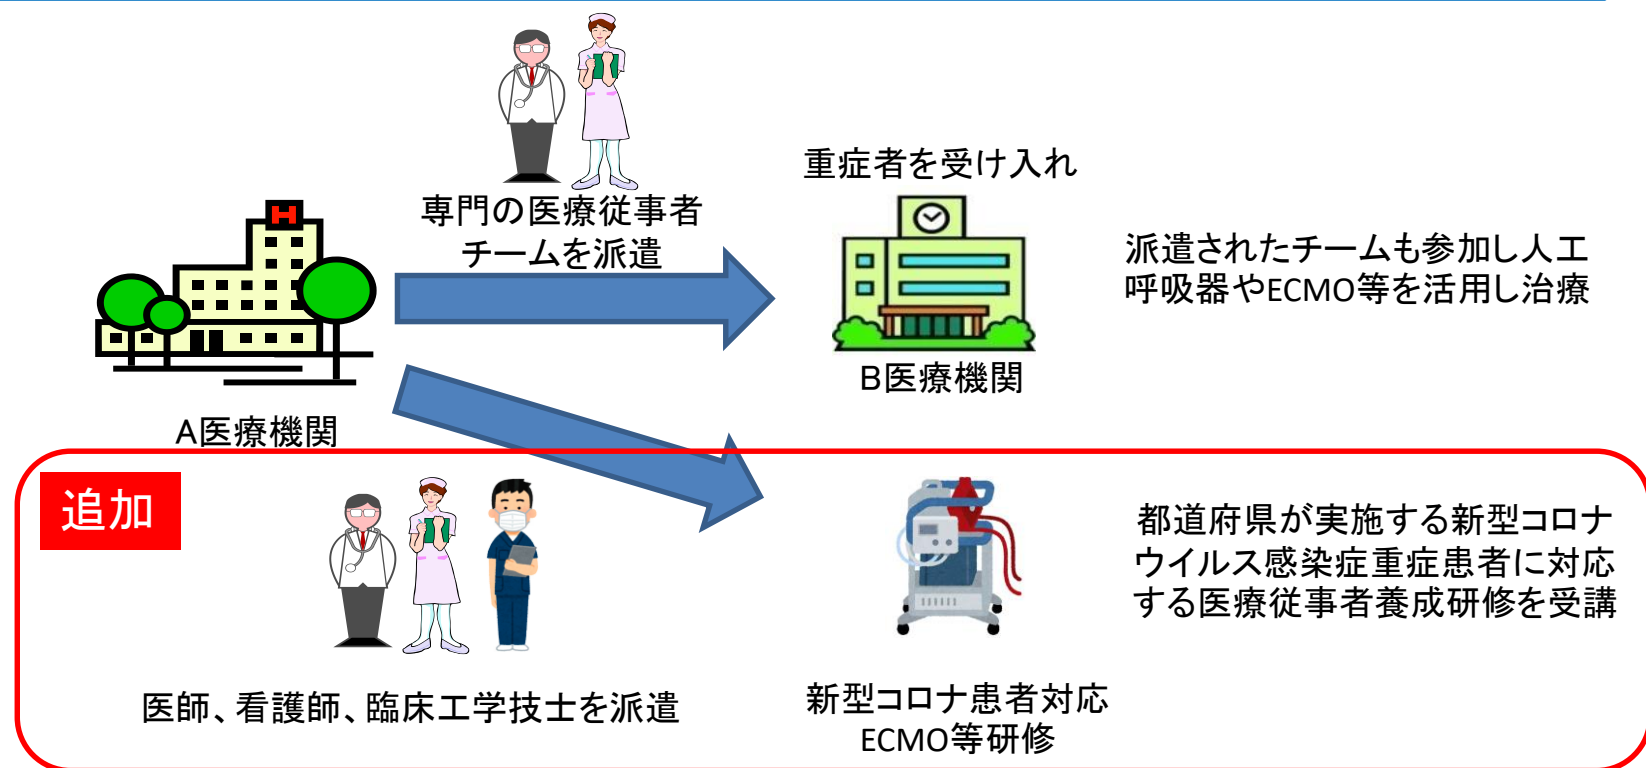 専門の医療従事者
チームを派遣
重症者を受け入れ
H
派遣されたチームも参加し人工
呼吸器やECMO等を活用し治療
A医療機関
B医療機関
追加
都道府県が実施する新型コロナ
ウイルス感染症重症患者に対応
する医療従事者養成研修を受講
医師、看護師、臨床工学技士を派遣
新型コロナ患者対応
ECMO等研修